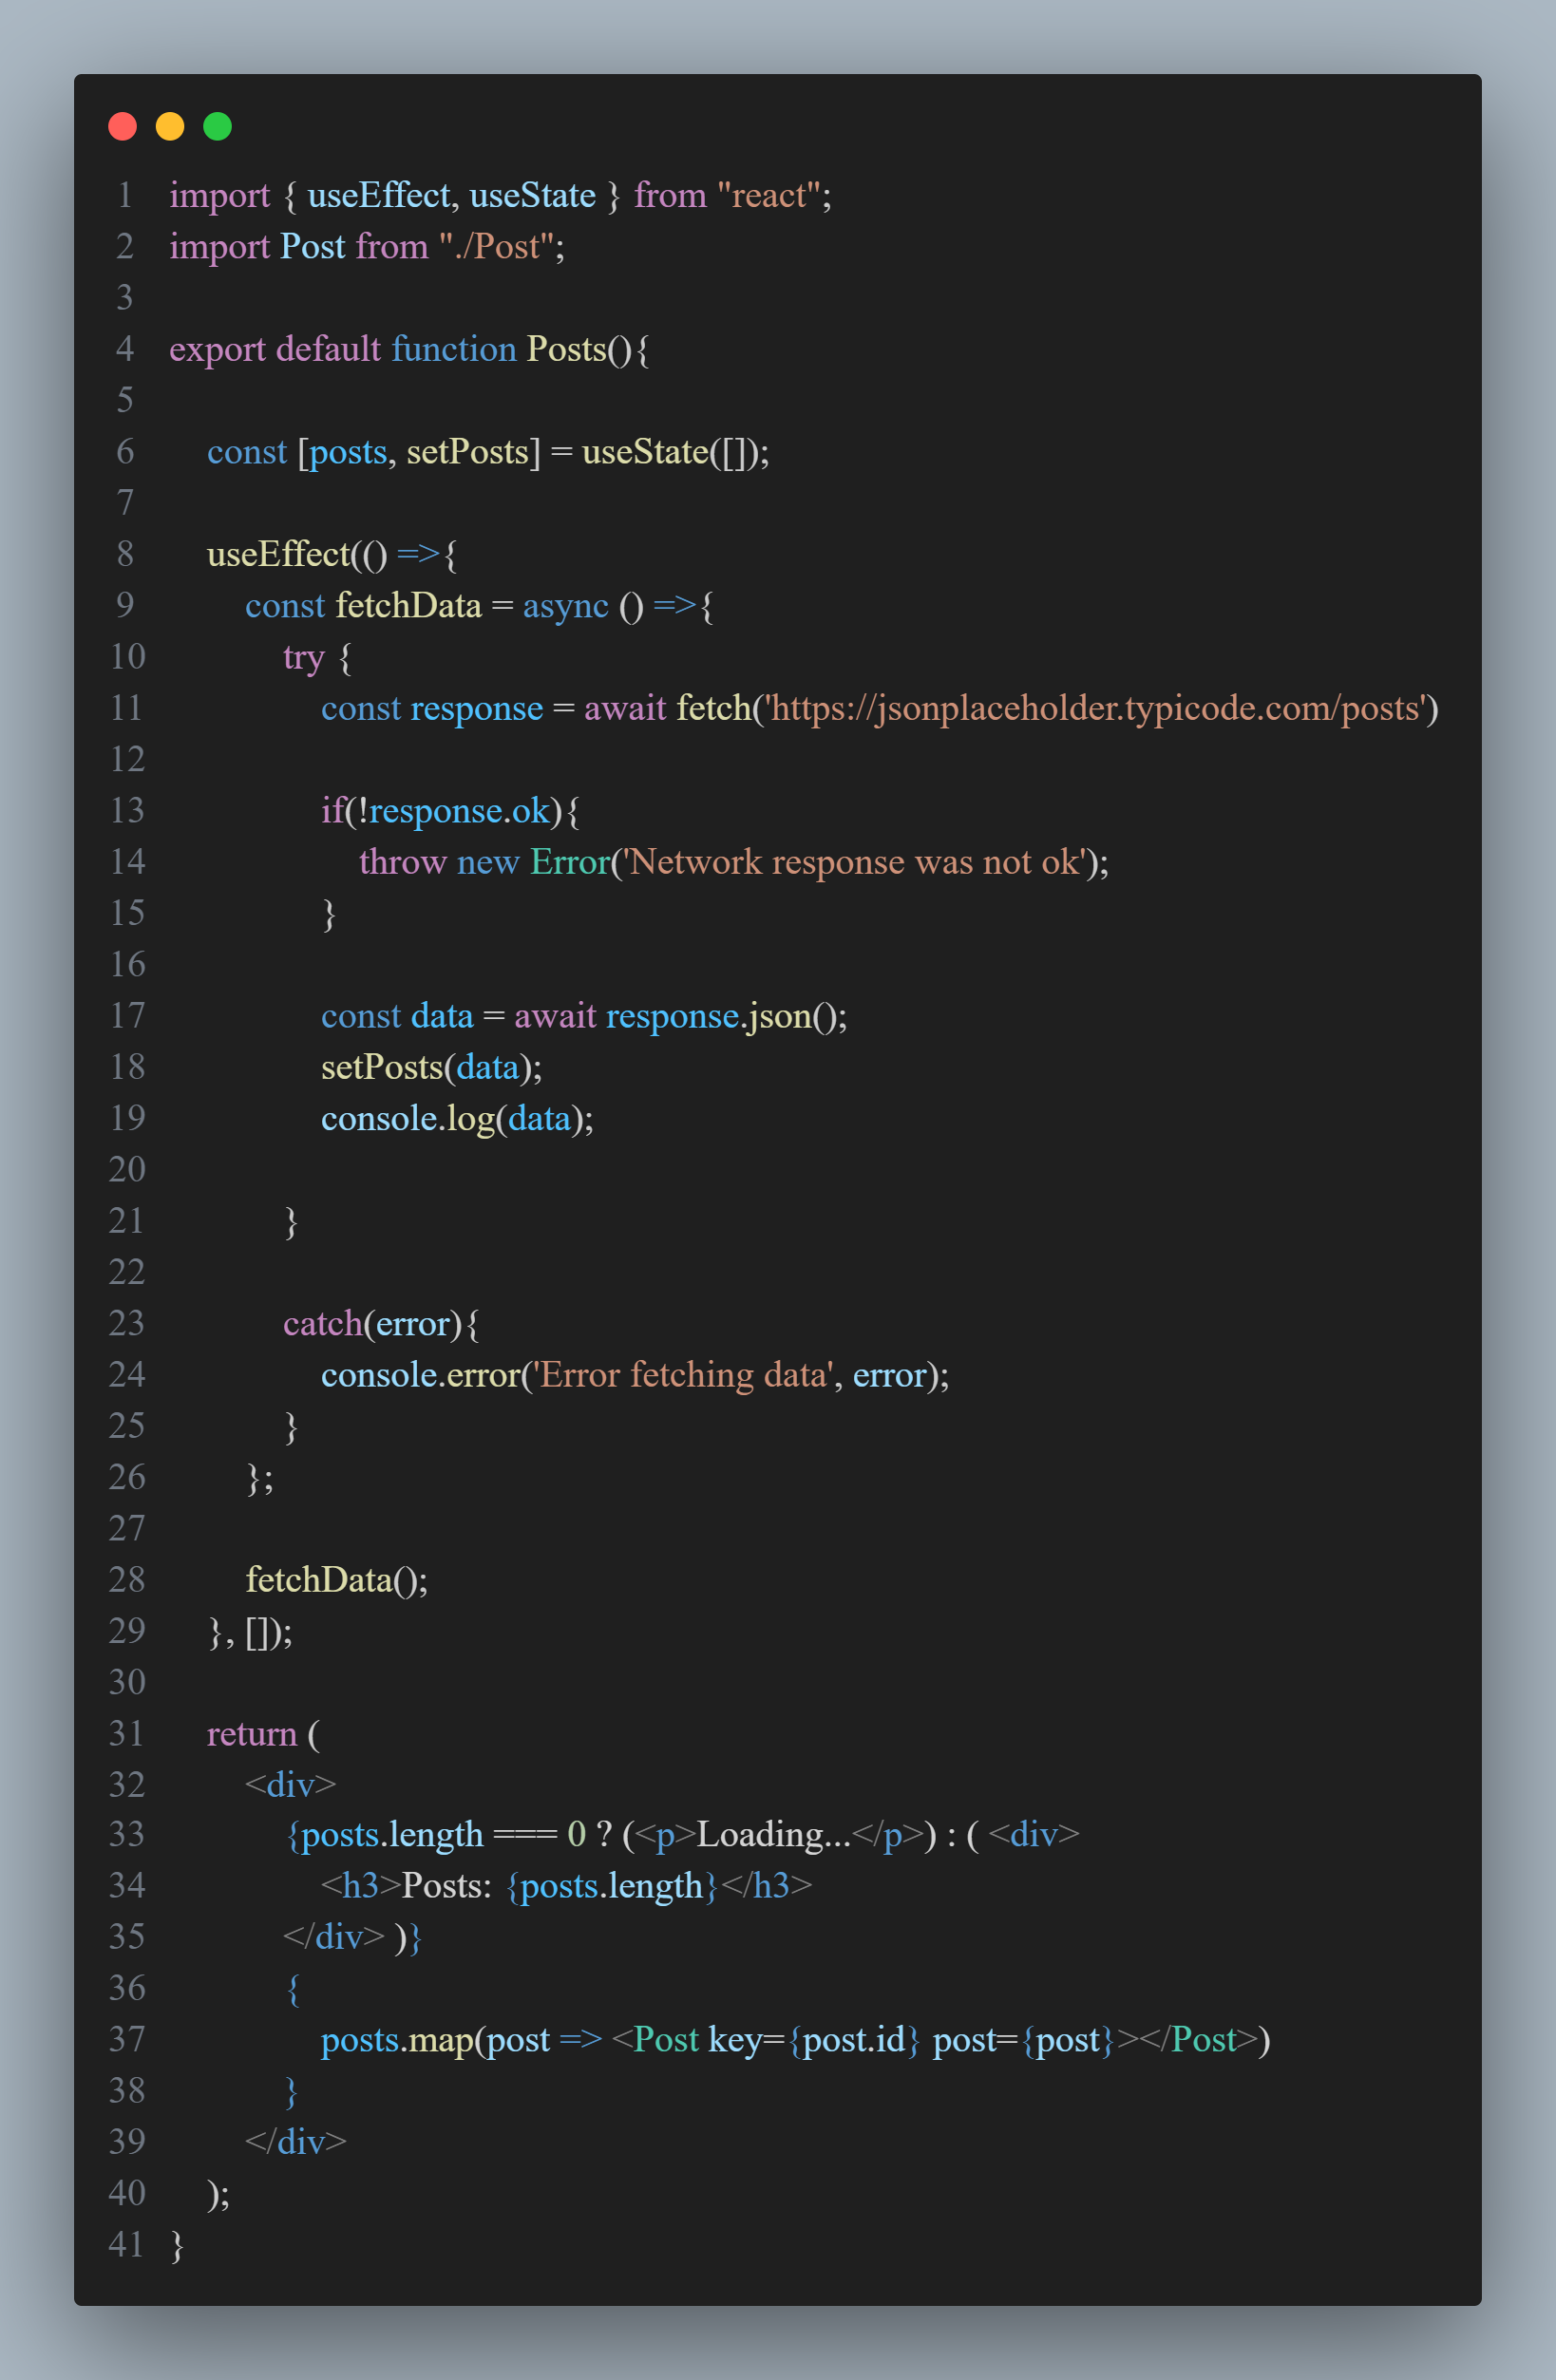 1 import { useEffect, useState } from "react";
2 import Post from "./Post";
3
4 export default function Posts(){
5
6     const [posts, setPosts] = useState([]);
7
8     useEffect(() =>{
9         const fetchData = async () =>{
10             try {
11                 const response = await fetch('https://jsonplaceholder.typicode.com/posts')
12
13                 if(!response.ok){
14                     throw new Error('Network response was not ok');
15                 }
16
17                 const data = await response.json();
18                 setPosts(data);
19                 console.log(data);
20
21             }
22
23             catch(error){
24                 console.error('Error fetching data', error);
25             }
26         };
27
28         fetchData();
29     }, []);
30
31     return (
32         <div>
33             {posts.length === 0 ? (<p>Loading...</p>) : ( <div>
34                 <h3>Posts: {posts.length}</h3>
35             </div> )}
36             {
37                 posts.map(post => <Post key={post.id} post={post}></Post>)
38             }
39         </div>
40     );
41 }